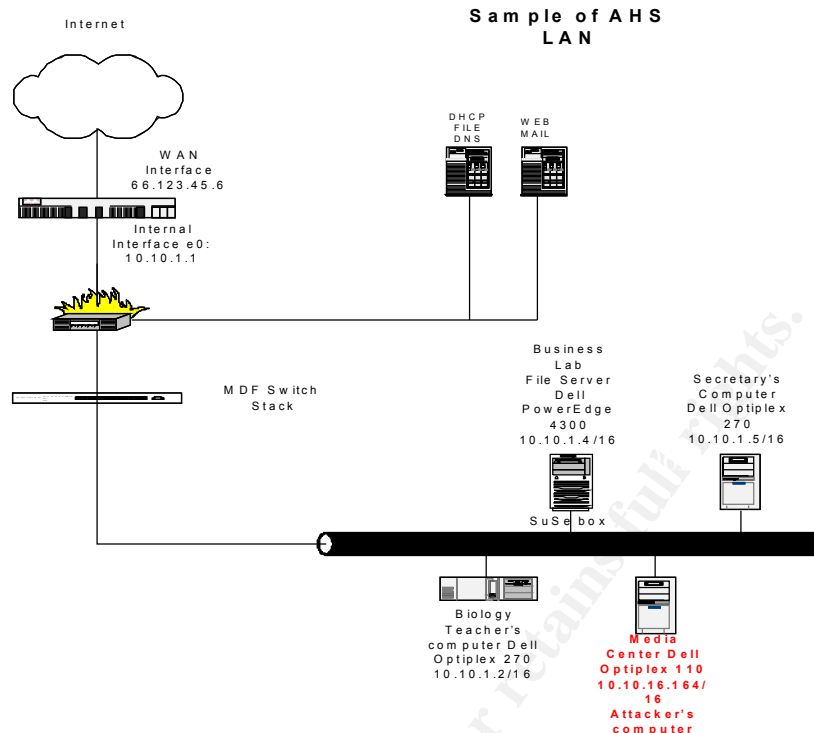 Sample of AHS
LAN
Internet
DHCP
FILE
DNS
WEB
MAIL
WAN
Interface
66.123.45.6
Internal
Interface e0:
10.10.1.1
MDF Switch
Stack
Business
Lab
File Server
Dell
PowerEdge
4300
10.10.1.4/16
Secretary's
Computer
Dell Optiplex
270
10.10.1.5/16
SuSe box
Biology
Teacher's
computer Dell
Optiplex 270
10.10.1.2/16
Media
Center Dell
Optiplex 110
10.10.16.164/
16
Attacker's
computer
r retains full rights.